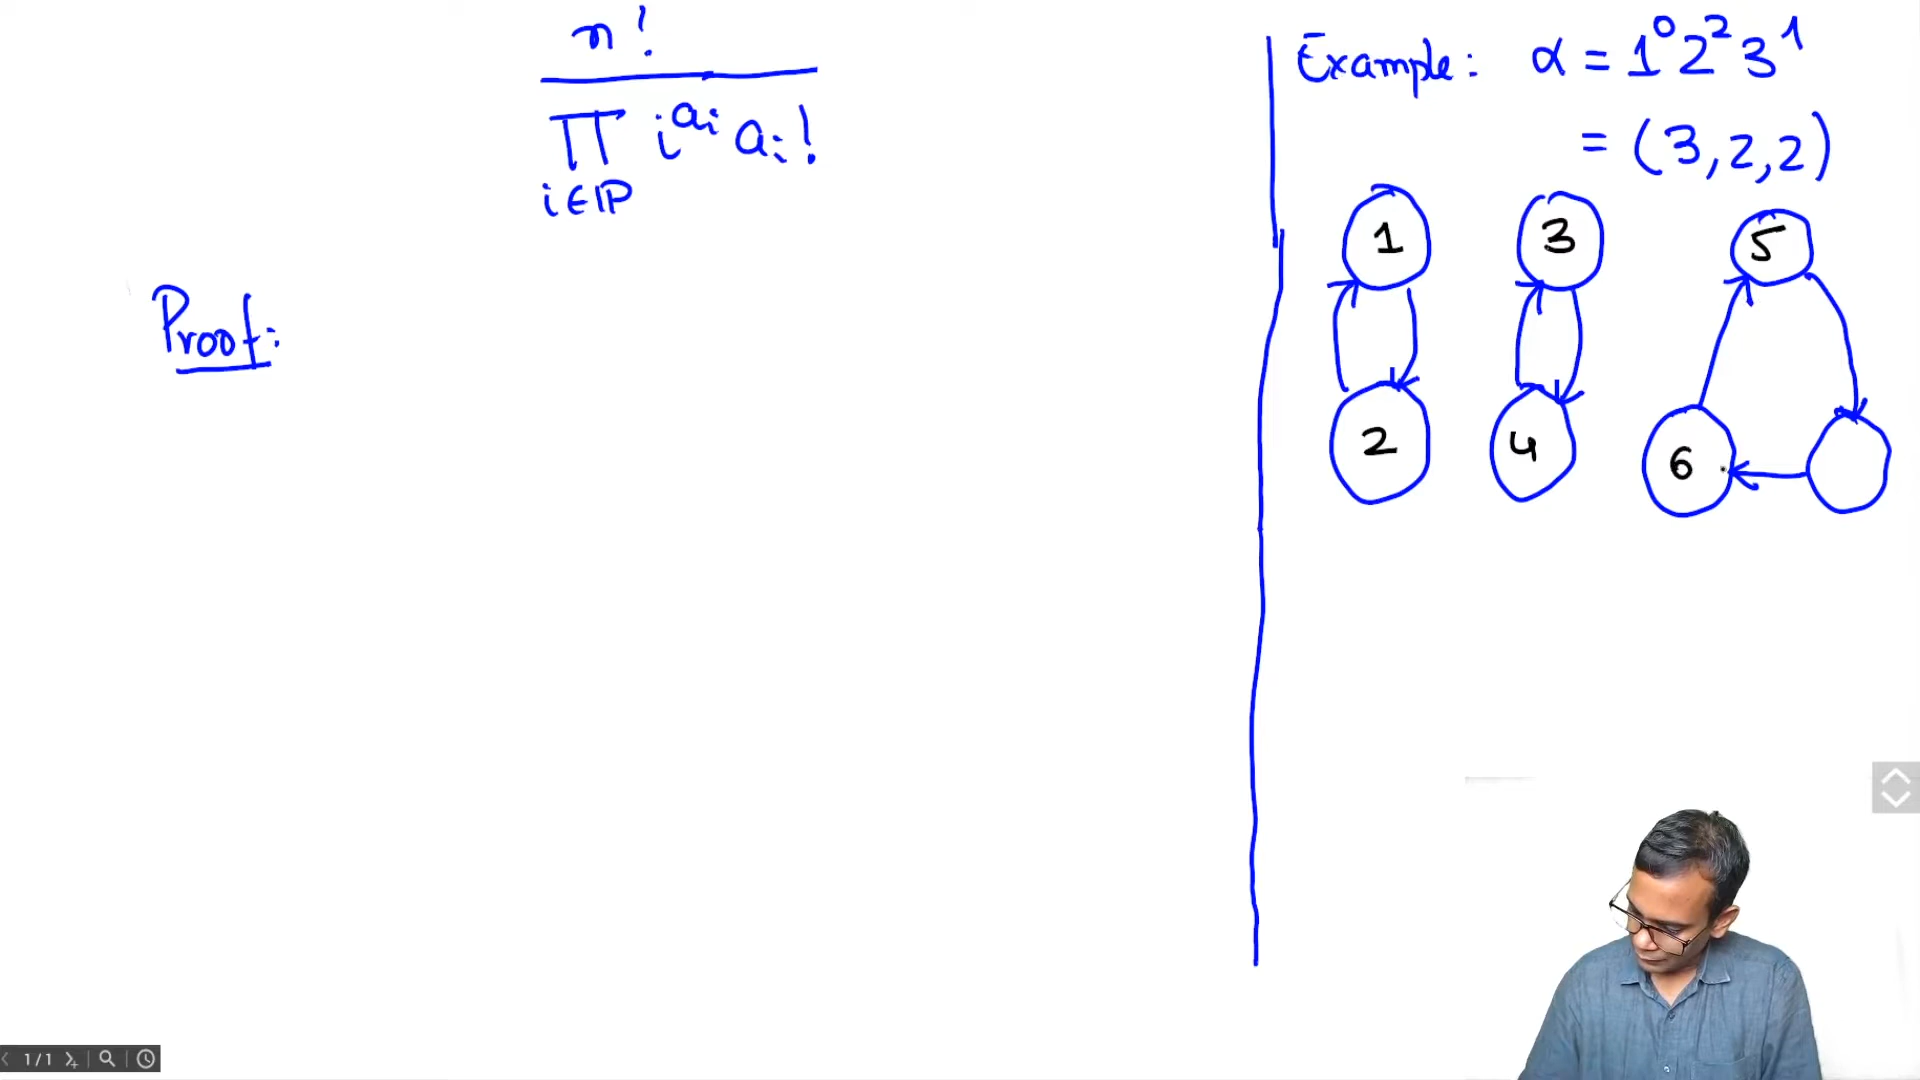 n!
∏ i^{a_i} a_i!
i∈ℙ
Proof:
Example: α = 1^0 2^2 3^1
= (3,2,2)
1 3 5
2 4 6
1/1